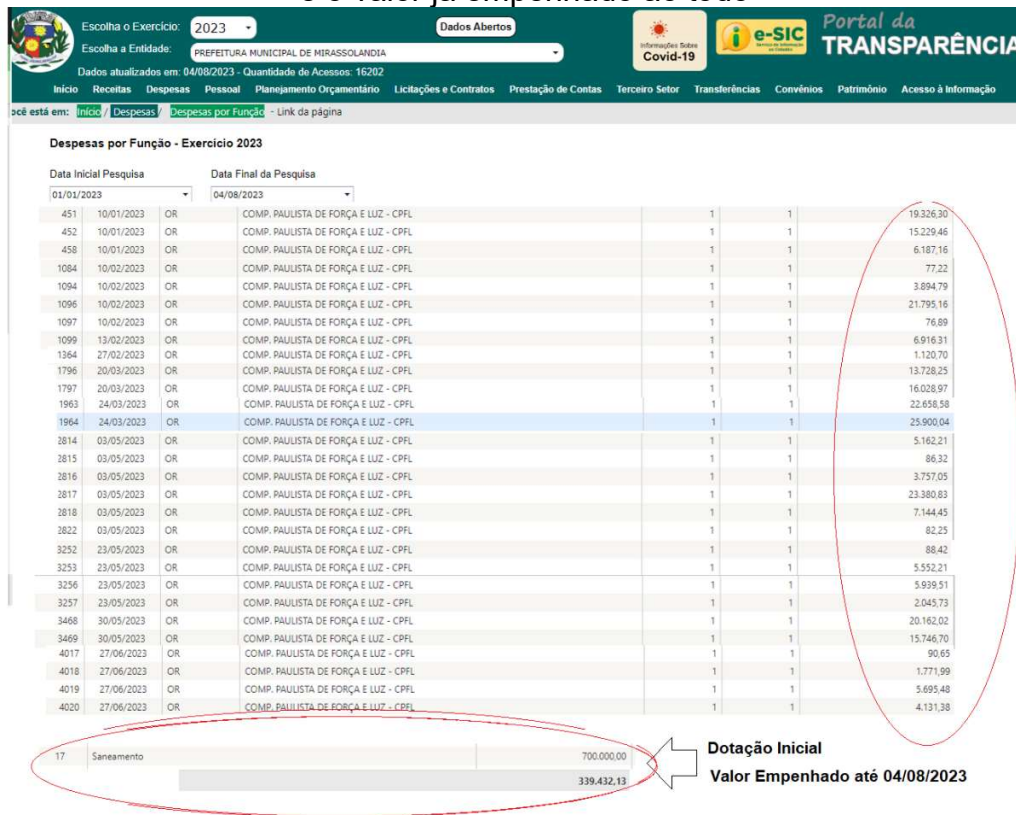 e o valor já empenhado ao todo
Escolha o Exercício: 2023 Dados Abertos
Escolha a Entidade: PREFEITURA MUNICIPAL DE MIRASSOLANDIA
Informações Sobre
Covid-19
e-SIC
Portal da
TRANSPARÊNCIA
Dados atualizados em: 04/08/2023 - Quantidade de Acessos: 16202
Início Receitas Despesas Pessoal Planejamento Orçamentário Licitações e Contratos Prestação de Contas Terceiro Setor Transferências Convênios Patrimônio Acesso à Informação
ocê está em: Início / Despesas / Despesas por Função - Link da página
Despesas por Função - Exercício 2023
Data Inicial Pesquisa Data Final da Pesquisa
01/01/2023 04/08/2023
451 10/01/2023 OR COMP. PAULISTA DE FORÇA E LUZ - CPFL 1 1 19.326,30
452 10/01/2023 OR COMP. PAULISTA DE FORÇA E LUZ - CPFL 1 1 15.229,46
458 10/01/2023 OR COMP. PAULISTA DE FORÇA E LUZ - CPFL 1 1 6.187,16
1084 10/02/2023 OR COMP. PAULISTA DE FORÇA E LUZ - CPFL 1 1 77,22
1094 10/02/2023 OR COMP. PAULISTA DE FORÇA E LUZ - CPFL 1 1 3.894,79
1096 10/02/2023 OR COMP. PAULISTA DE FORÇA E LUZ - CPFL 1 1 21.795,16
1097 10/02/2023 OR COMP. PAULISTA DE FORÇA E LUZ - CPFL 1 1 76,89
1099 13/02/2023 OR COMP. PAULISTA DE FORÇA E LUZ - CPFL 1 1 6.916,31
1364 27/02/2023 OR COMP. PAULISTA DE FORÇA E LUZ - CPFL 1 1 1.120,70
1796 20/03/2023 OR COMP. PAULISTA DE FORÇA E LUZ - CPFL 1 1 13.728,25
1797 20/03/2023 OR COMP. PAULISTA DE FORÇA E LUZ - CPFL 1 1 16.028,97
1963 24/03/2023 OR COMP. PAULISTA DE FORÇA E LUZ - CPFL 1 1 22.658,58
1964 24/03/2023 OR COMP. PAULISTA DE FORÇA E LUZ - CPFL 1 1 25.900,04
2814 03/05/2023 OR COMP. PAULISTA DE FORÇA E LUZ - CPFL 1 1 5.162,21
2815 03/05/2023 OR COMP. PAULISTA DE FORÇA E LUZ - CPFL 1 1 86,32
2816 03/05/2023 OR COMP. PAULISTA DE FORÇA E LUZ - CPFL 1 1 3.757,05
2817 03/05/2023 OR COMP. PAULISTA DE FORÇA E LUZ - CPFL 1 1 23.380,83
2818 03/05/2023 OR COMP. PAULISTA DE FORÇA E LUZ - CPFL 1 1 7.144,45
2822 03/05/2023 OR COMP. PAULISTA DE FORÇA E LUZ - CPFL 1 1 82,25
3252 23/05/2023 OR COMP. PAULISTA DE FORÇA E LUZ - CPFL 1 1 88,42
3253 23/05/2023 OR COMP. PAULISTA DE FORÇA E LUZ - CPFL 1 1 5.552,21
3256 23/05/2023 OR COMP. PAULISTA DE FORÇA E LUZ - CPFL 1 1 5.939,51
3257 23/05/2023 OR COMP. PAULISTA DE FORÇA E LUZ - CPFL 1 1 2.045,73
3468 30/05/2023 OR COMP. PAULISTA DE FORÇA E LUZ - CPFL 1 1 20.162,02
3469 30/05/2023 OR COMP. PAULISTA DE FORÇA E LUZ - CPFL 1 1 15.746,70
4017 27/06/2023 OR COMP. PAULISTA DE FORÇA E LUZ - CPFL 1 1 90,65
4018 27/06/2023 OR COMP. PAULISTA DE FORÇA E LUZ - CPFL 1 1 1.771,99
4019 27/06/2023 OR COMP. PAULISTA DE FORÇA E LUZ - CPFL 1 1 5.695,48
4020 27/06/2023 OR COMP. PAULISTA DE FORÇA E LUZ - CPFL 1 1 4.131,38
17 Saneamento 700.000,00 Dotação Inicial
339.432,13 Valor Empenhado até 04/08/2023